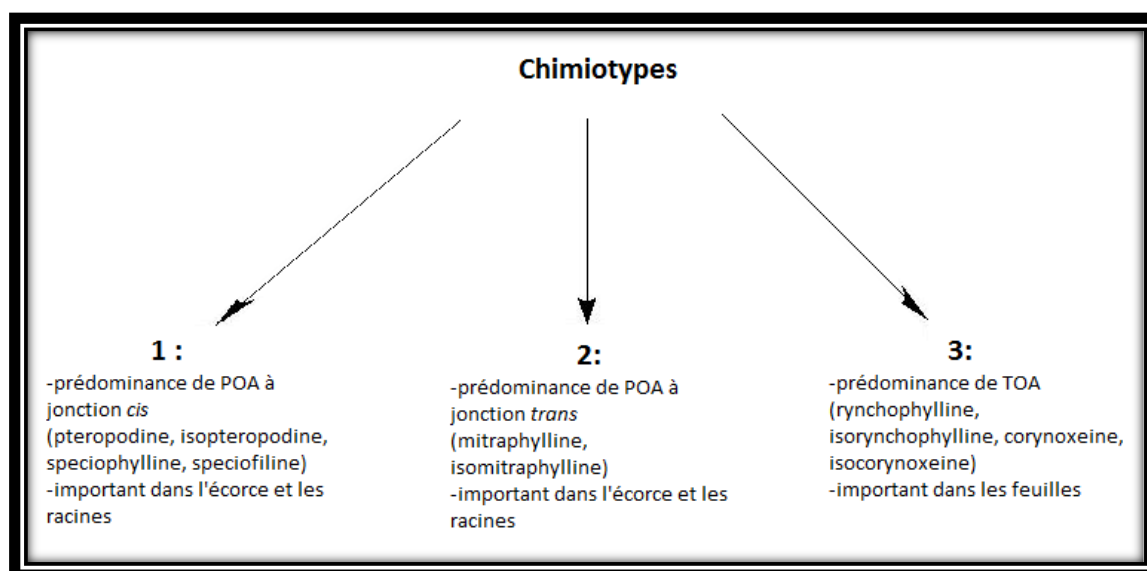 Chimiotypes
1 :
-prédominance de POA à
jonction cis
(pteropodine, isopteropodine,
speciophylline, speciofiline)
-important dans l'écorce et les
racines
2:
-prédominance de POA à
jonction trans
(mitraphylline,
isomitraphylline)
-important dans l'écorce et les
racines
3:
-prédominance de TOA
(rynchophylline,
isorynchophylline, corynoxeine,
isocorynoxeine)
-important dans les feuilles